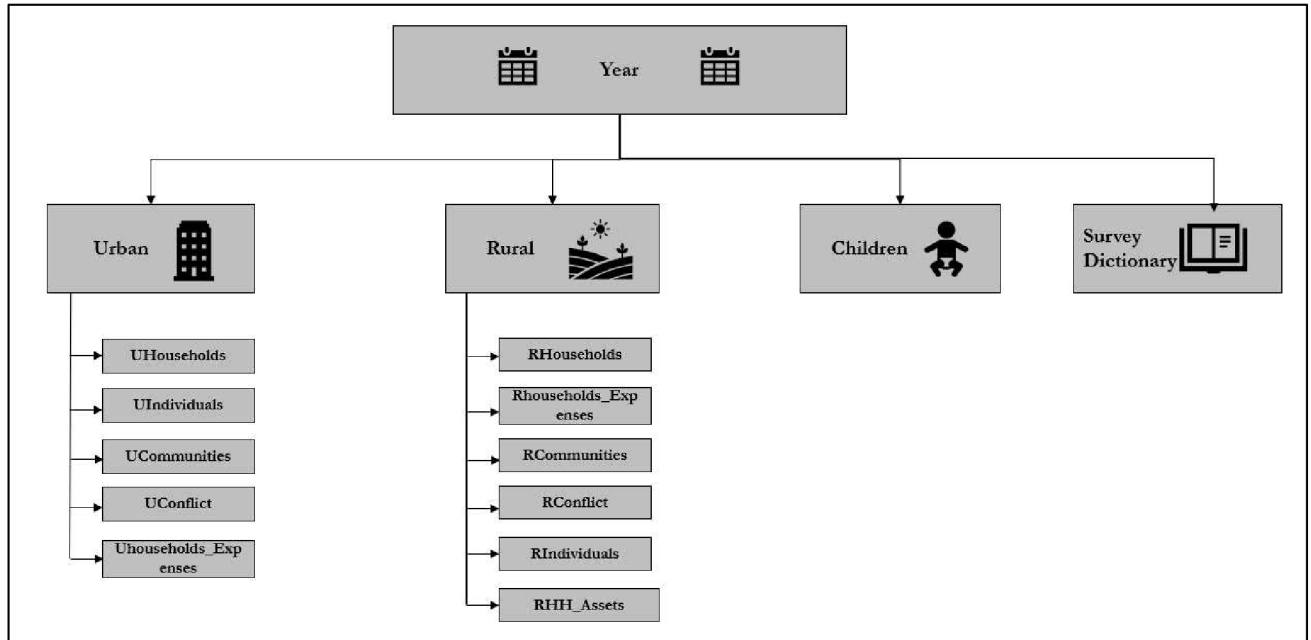 Year
Urban
Rural
Children
Survey
Dictionary
UHouseholds
UIndividuals
UCommunities
UConflict
Uhouseholds_Exp
enses
RHouseholds
Rhouseholds_Exp
enses
RCommunities
RConflict
RIndividuals
RHH_Assets